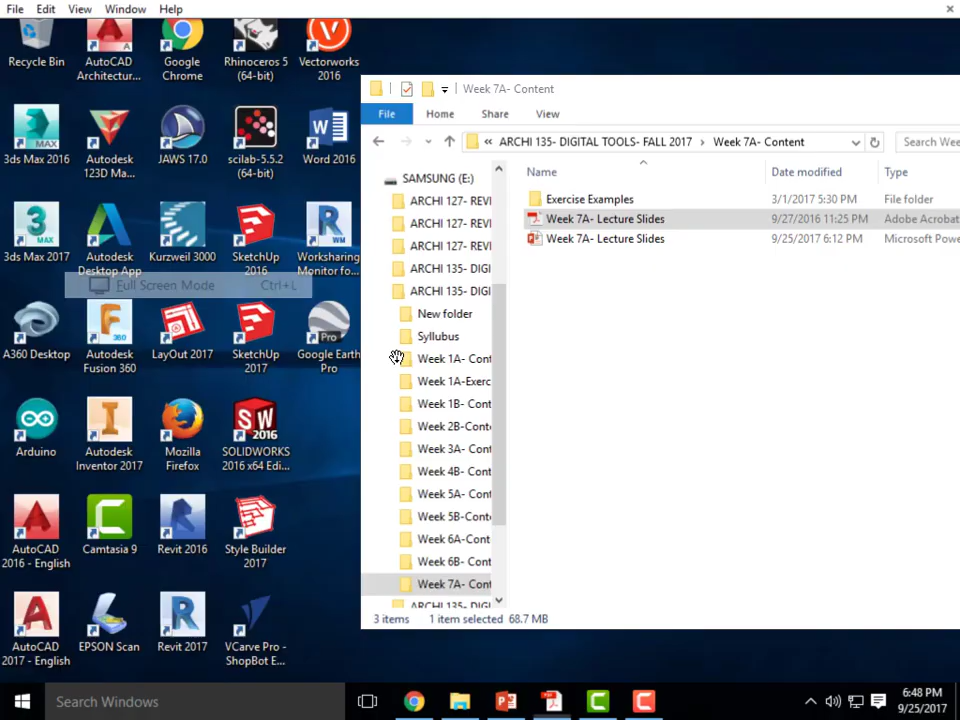 File Edit View Window Help
Recycle Bin
AutoCAD Architectur...
Google Chrome
Rhinoceros 5 (64-bit)
Vectorworks 2016
3ds Max 2016
Autodesk 123D Ma...
JAWS 17.0
scilab-5.5.2 (64-bit)
Word 2016
3ds Max 2017
Autodesk Desktop App
Kurzweil 3000
SketchUp 2016
Worksharing Monitor fo...
Full Screen Mode Ctrl+L
A360 Desktop
Autodesk Fusion 360
LayOut 2017
SketchUp 2017
Google Earth Pro
Arduino
Autodesk Inventor 2017
Mozilla Firefox
SOLIDWORKS 2016 x64 Edi...
AutoCAD 2016 - English
Camtasia 9
Revit 2016
Style Builder 2017
AutoCAD 2017 - English
EPSON Scan
Revit 2017
VCarve Pro - ShopBot E...
Week 7A- Content
File Home Share View
« ARCHI 135- DIGITAL TOOLS- FALL 2017 > Week 7A- Content
Search Wee
Name Date modified Type
Exercise Examples 3/1/2017 5:30 PM File folder
Week 7A- Lecture Slides 9/27/2016 11:25 PM Adobe Acrobat
Week 7A- Lecture Slides 9/25/2017 6:12 PM Microsoft Powe
SAMSUNG (E:)
ARCHI 127- REVI
ARCHI 127- REVI
ARCHI 127- REVI
ARCHI 135- DIGI
ARCHI 135- DIGI
New folder
Syllubus
Week 1A- Cont
Week 1A-Exerc
Week 1B- Cont
Week 2B-Conte
Week 3A- Cont
Week 4B- Cont
Week 5A- Cont
Week 5B-Conte
Week 6A-Conte
Week 6B- Cont
Week 7A- Cont
ARCHI 135- DIGI
3 items 1 item selected 68.7 MB
Search Windows
6:48 PM
9/25/2017